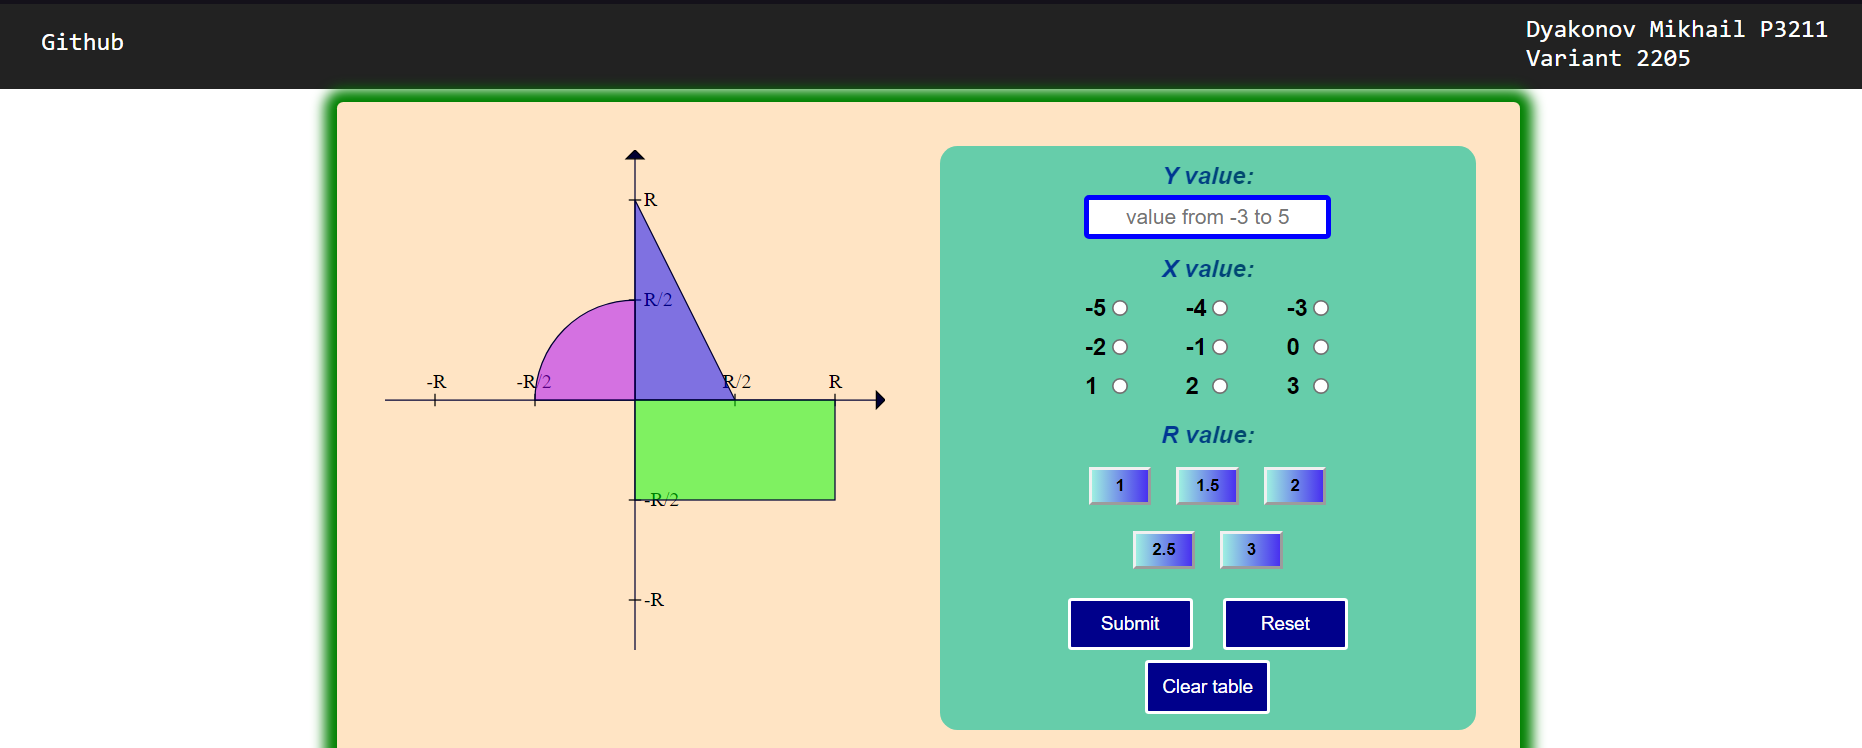 Github
Dyakonov Mikhail P3211
Variant 2205
R
R/2
-R
-R/2
R/2
R
-R/2
-R
Y value:
value from -3 to 5
X value:
-5 -4 -3
-2 -1 0
1 2 3
R value:
1 1.5 2
2.5 3
Submit Reset
Clear table